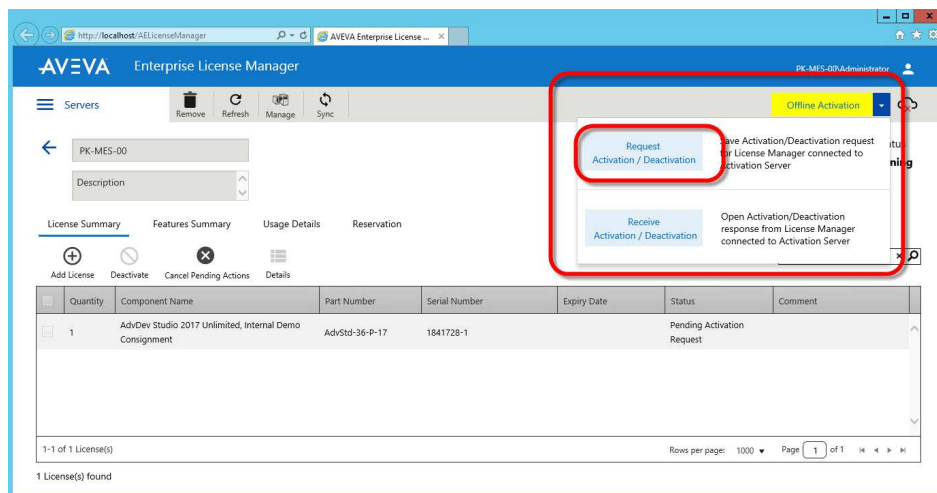 http://localhost/AELicenseManager
AVEVA Enterprise License ...
AVEVA
Enterprise License Manager
PK-MES-00\Administrator
Servers
Remove
Refresh
Manage
Sync
Offline Activation
PK-MES-00
Description
Request
Activation / Deactivation
Save Activation/Deactivation request
for License Manager connected to
Activation Server
Receive
Activation / Deactivation
Open Activation/Deactivation
response from License Manager
connected to Activation Server
License Summary
Features Summary
Usage Details
Reservation
Add License
Deactivate
Cancel Pending Actions
Details
Quantity
Component Name
Part Number
Serial Number
Expiry Date
Status
Comment
1
AdvDev Studio 2017 Unlimited, Internal Demo
Consignment
AdvStd-36-P-17
1841728-1
Pending Activation
Request
1-1 of 1 License(s)
Rows per page: 1000
Page 1 of 1
1 License(s) found